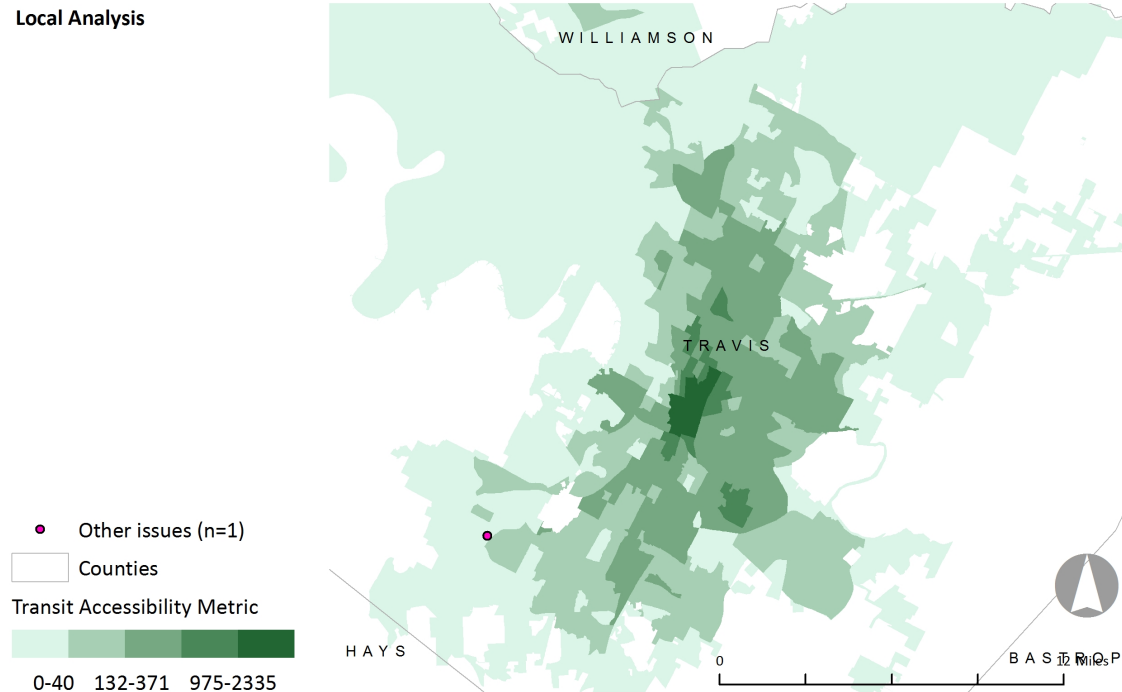 Local Analysis
WILLIAMSON
TRAVIS
Other issues (n=1)
Counties
Transit Accessibility Metric
0-40 132-371 975-2335
HAYS
BASTROP
0 12 Miles